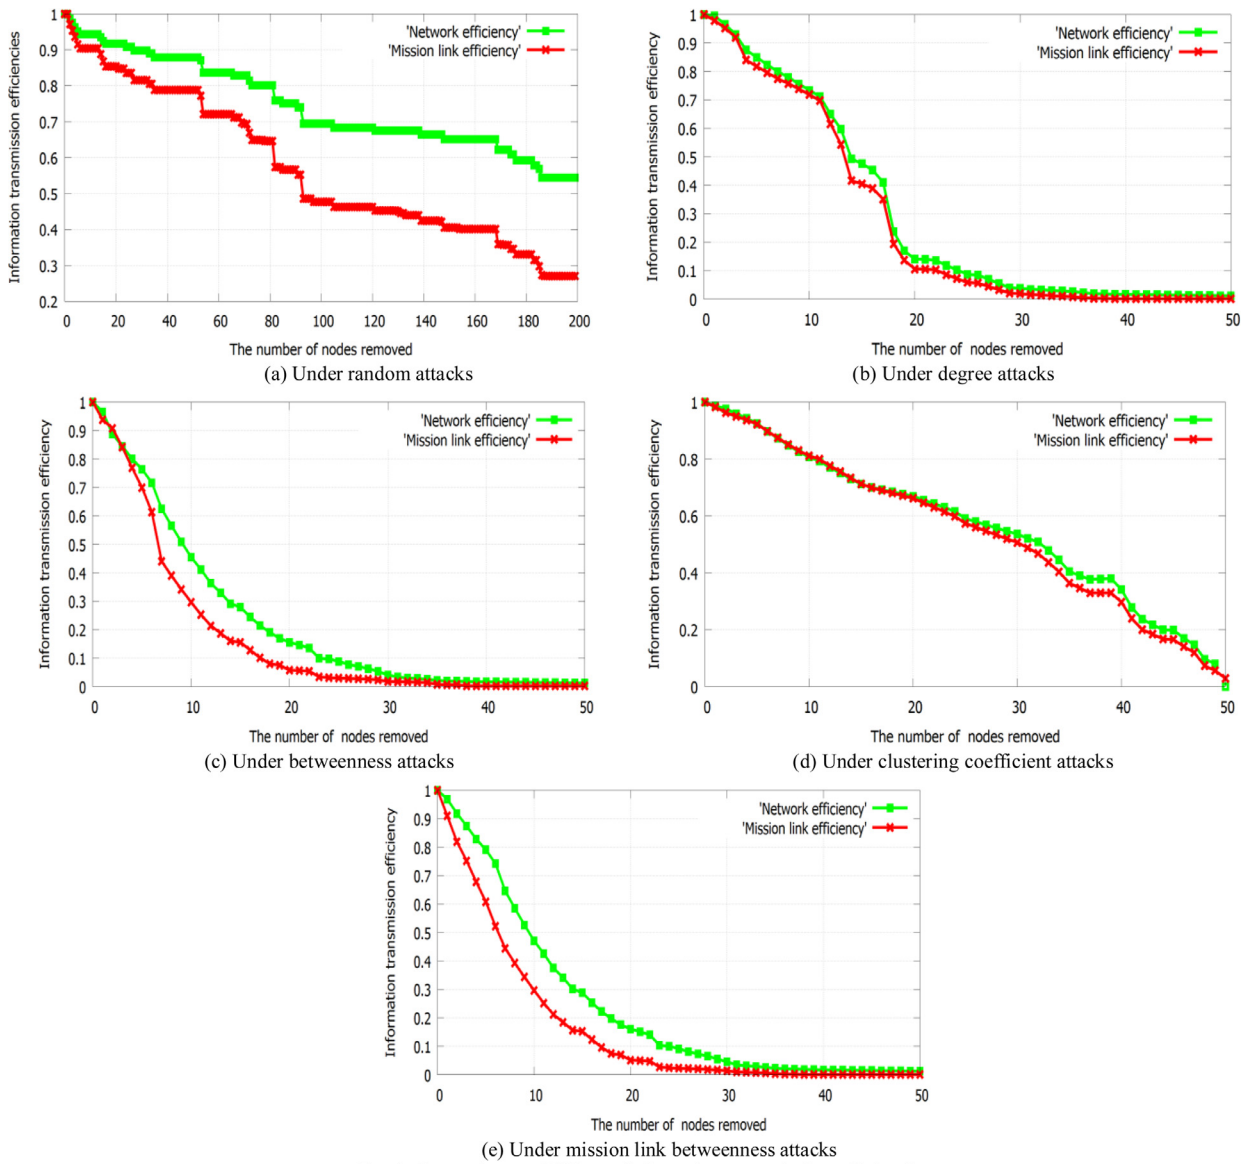 Information transmission efficiencies
1
0.9
0.8
0.7
0.6
0.5
0.4
0.3
0.2
'Network efficiency'
'Mission link efficiency'
0 20 40 60 80 100 120 140 160 180 200
The number of nodes removed
(a) Under random attacks
Information transmission efficiency
1
0.9
0.8
0.7
0.6
0.5
0.4
0.3
0.2
0.1
0
'Network efficiency'
'Mission link efficiency'
0 10 20 30 40 50
The number of nodes removed
(b) Under degree attacks
Information transmission efficiency
1
0.9
0.8
0.7
0.6
0.5
0.4
0.3
0.2
0.1
0
'Network efficiency'
'Mission link efficiency'
0 10 20 30 40 50
The number of nodes removed
(c) Under betweenness attacks
Information transmission efficiency
1
0.8
0.6
0.4
0.2
0
'Network efficiency'
'Mission link efficiency'
0 10 20 30 40 50
The number of nodes removed
(d) Under clustering coefficient attacks
Information transmission efficiency
1
0.9
0.8
0.7
0.6
0.5
0.4
0.3
0.2
0.1
0
'Network efficiency'
'Mission link efficiency'
0 10 20 30 40 50
The number of nodes removed
(e) Under mission link betweenness attacks